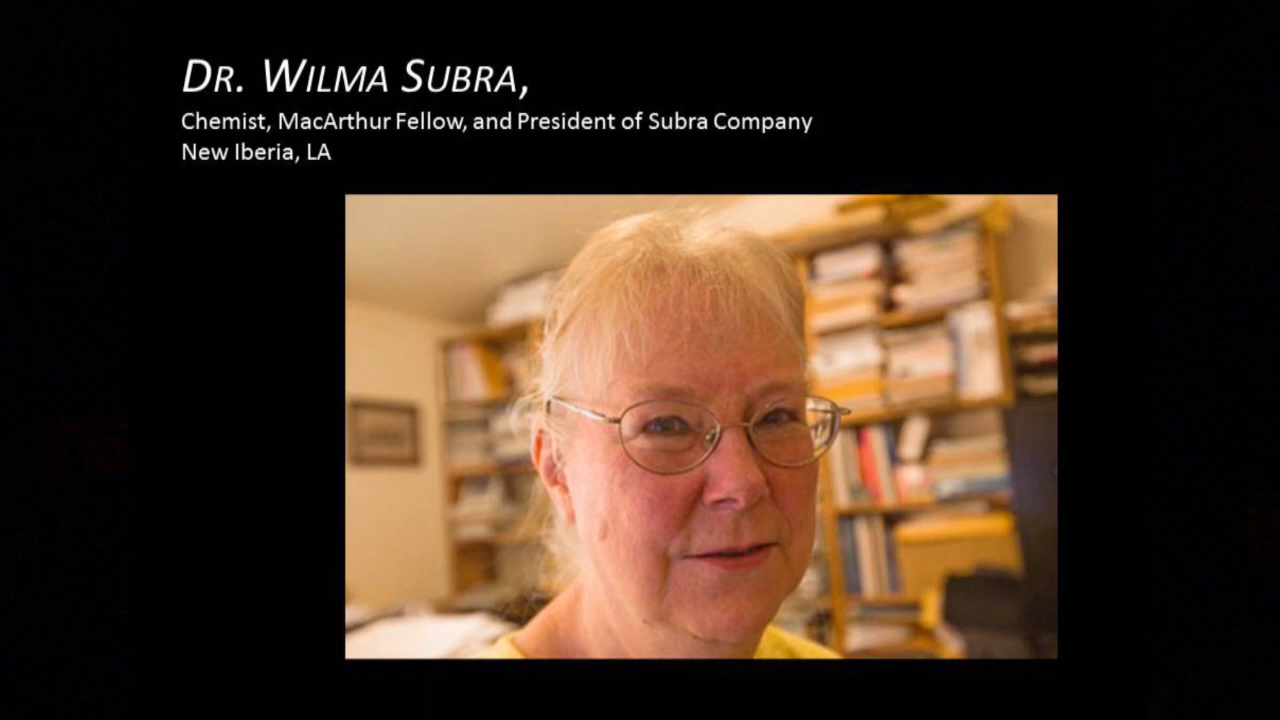 Dr. Wilma Subra,
Chemist, MacArthur Fellow, and President of Subra Company
New Iberia, LA